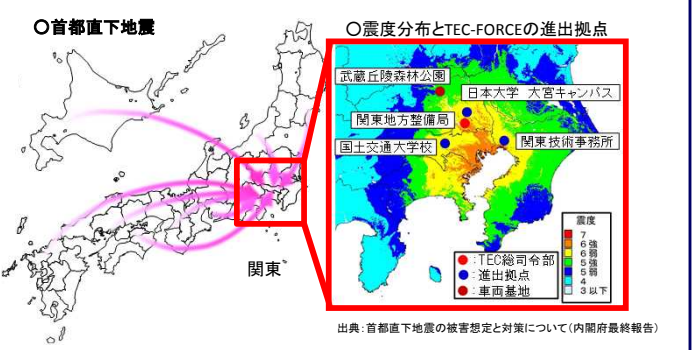 ○首都直下地震
○震度分布とTEC-FORCEの進出拠点
武蔵丘陵森林公園
日本大学 大宮キャンパス
関東地方整備局
国土交通大学校
関東技術事務所
関東
震度
7
6強
6弱
5強
5弱
4
3以下
●:TEC総司令部
●:進出拠点
●:車両基地
出典:首都直下地震の被害想定と対策について(内閣府最終報告)